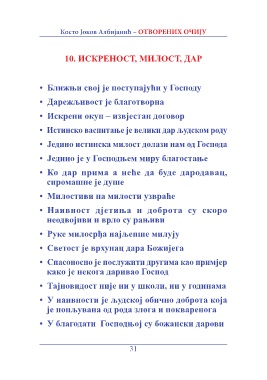 Косто Јоков Албијанић – ОТВОРЕНИХ ОЧИЈУ
10. ИСКРЕНОСТ, МИЛОСТ, ДАР
• Ближњи свој је поступајући у Господу
• Дарежљивост је благотворна
• Искрени окуп – извјестан договор
• Истинско васпитање је велики дар људском роду
• Једино истинска милост долази нам од Господа
• Једино је у Господњем миру благостање
• Ко дар прима а неће да буде дародавац,
сиромашне је душе
• Милостиви на милости узвраће
• Наивност дјетиња и доброта су скоро
неодвојиви и врло су рањиви
• Руке милосрђа најљепше милују
• Светост је врхунац дара Божијега
• Спасоносно је послужити другима као примјер
како је некога даривао Господ
• Тајновидост није ни у школи, ни у годинама
• У наивности је људској обично доброта која
је попљувана од рода злога и покваренога
• У благодати Господњој су божански дарови
31